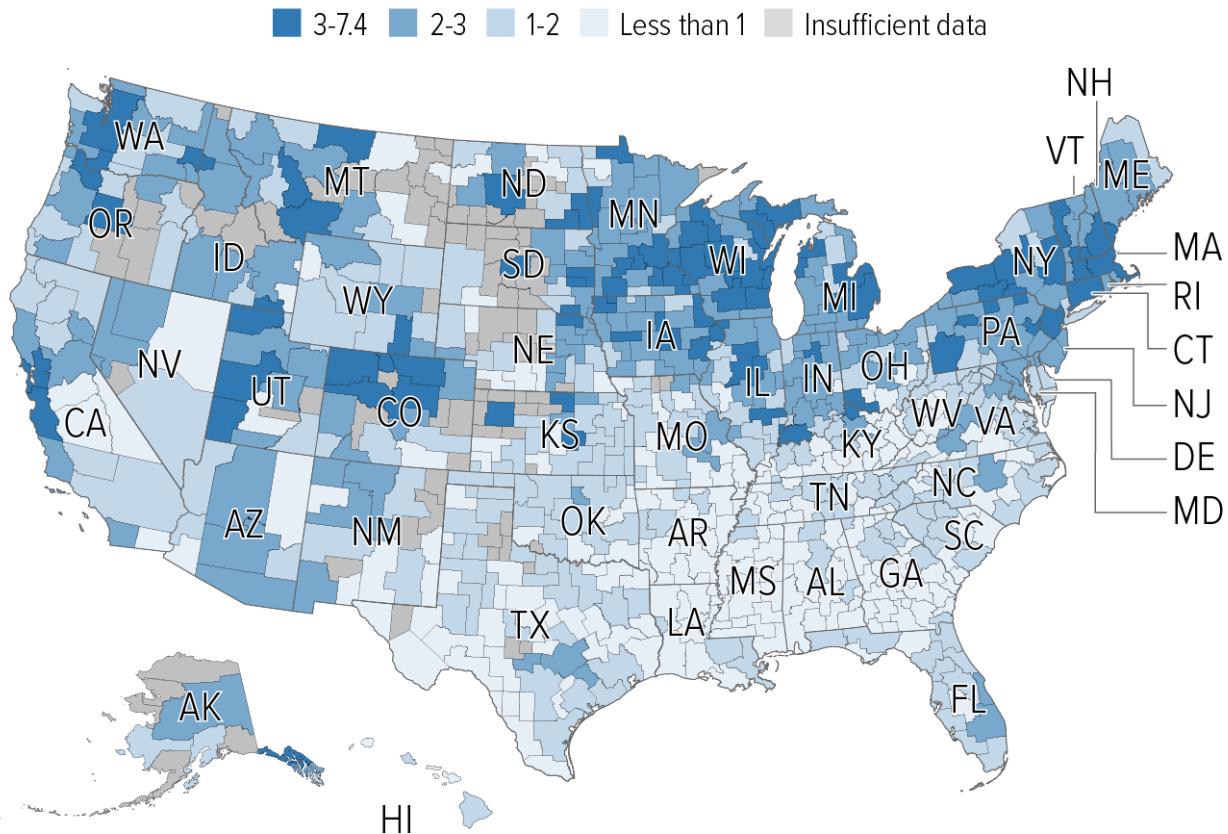 3-7.4 2-3 1-2 Less than 1 Insufficient data
NH
WA
VT
MT
ND
ME
OR
MN
ID
SD
WI
NY
MA
WY
MI
RI
NE
IA
PA
CT
NV
UT
IL
IN
OH
NJ
CA
CO
KS
MO
KY
WV
VA
DE
AZ
NM
OK
TN
NC
MD
AR
SC
MS
AL
GA
TX
LA
AK
FL
HI